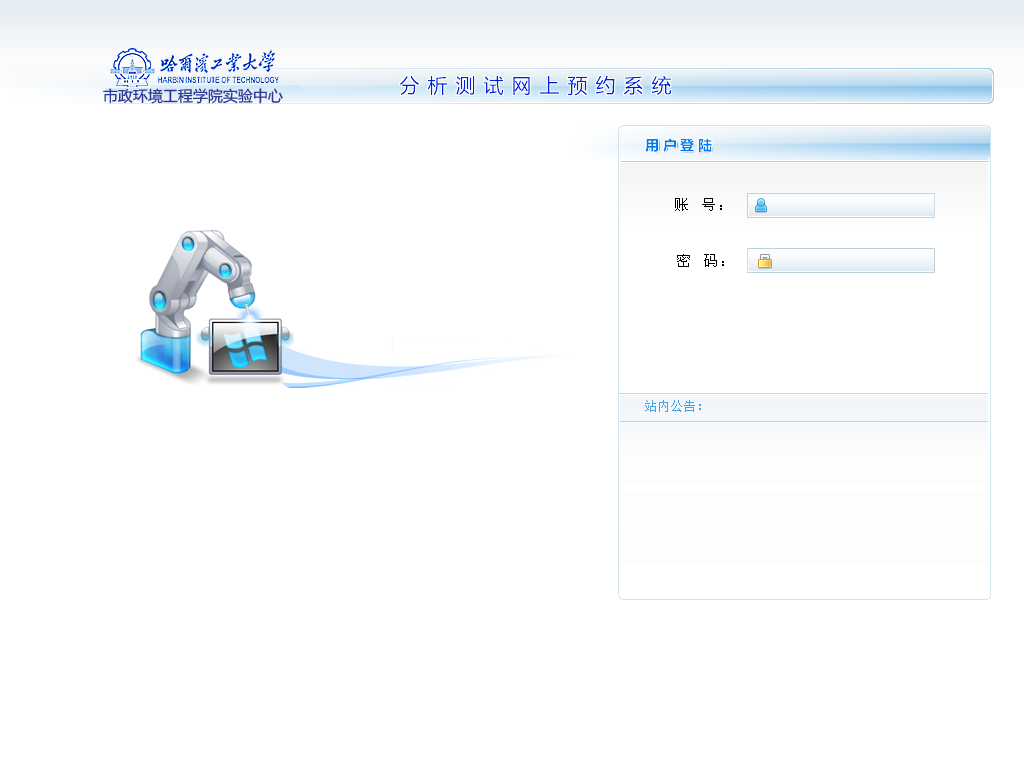 哈尔滨工业大学
HARBIN INSTITUTE OF TECHNOLOGY
市政环境工程学院实验中心
分析测试网上预约系统
用户登陆
账 号：
密 码：
站内公告：